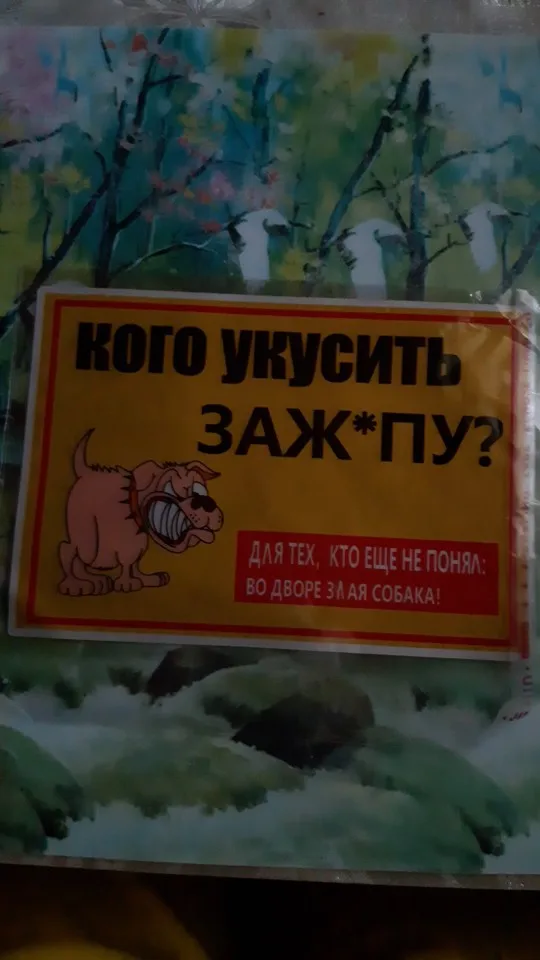 КОГО УКУСИТЬ
ЗАЖ*ПУ?
ДЛЯ ТЕХ, КТО ЕЩЕ НЕ ПОНЯЛ:
ВО ДВОРЕ ЗЛАЯ СОБАКА!